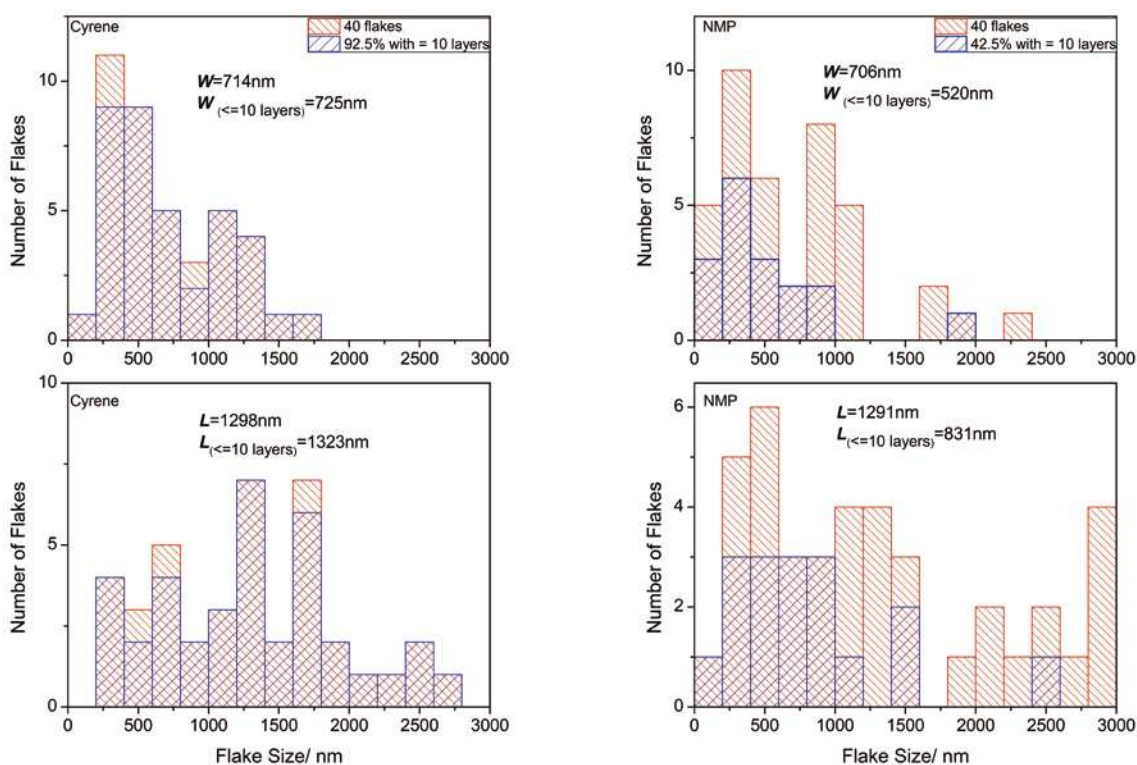 Cyrene
40 flakes
92.5% with = 10 layers
W=714nm
W (<=10 layers)=725nm
Number of Flakes
10
5
0
0 500 1000 1500 2000 2500 3000
NMP
40 flakes
42.5% with = 10 layers
W=706nm
W (<=10 layers)=520nm
Number of Flakes
10
5
0
0 500 1000 1500 2000 2500 3000
Cyrene
L=1298nm
L(<=10 layers)=1323nm
Number of Flakes
10
5
0
0 500 1000 1500 2000 2500 3000
Flake Size/ nm
NMP
L=1291nm
L(<=10 layers)=831nm
Number of Flakes
6
4
2
0
0 500 1000 1500 2000 2500 3000
Flake Size/ nm